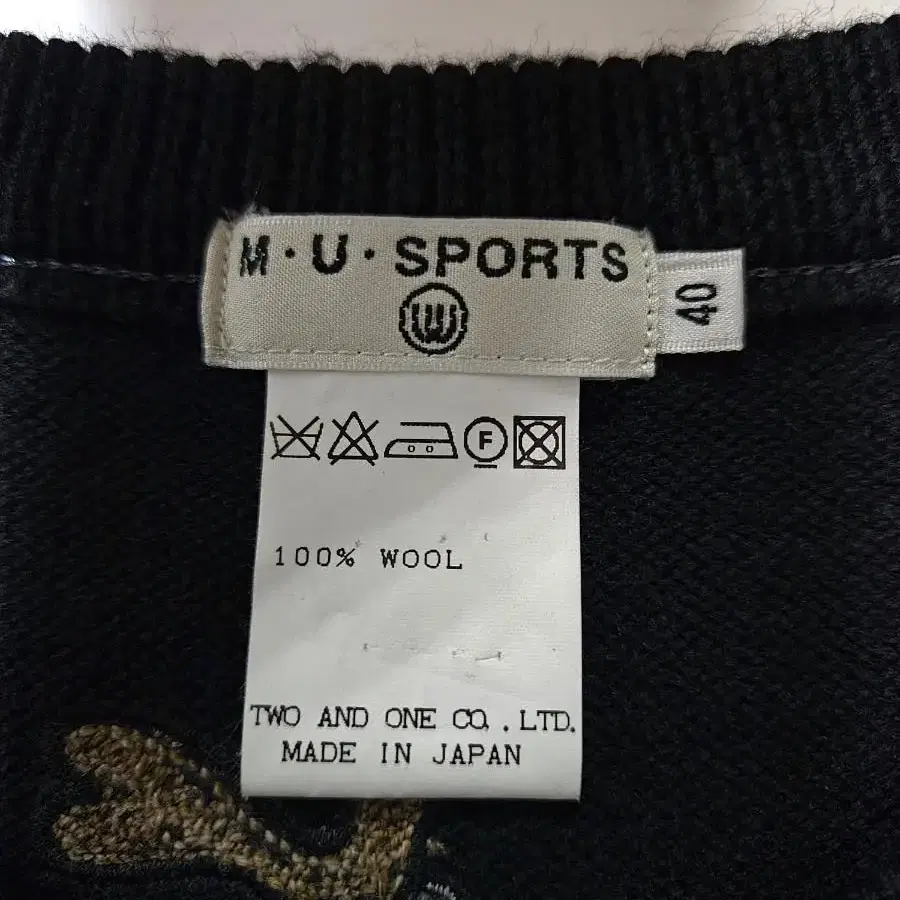 M·U·SPORTS
40
F
100% WOOL
TWO AND ONE CO.,LTD.
MADE IN JAPAN